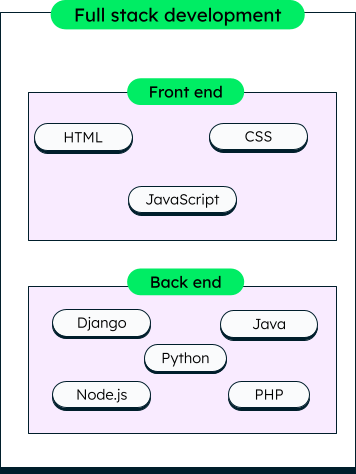 Full stack development
Front end
HTML
CSS
JavaScript
Back end
Django
Java
Python
Node.js
PHP